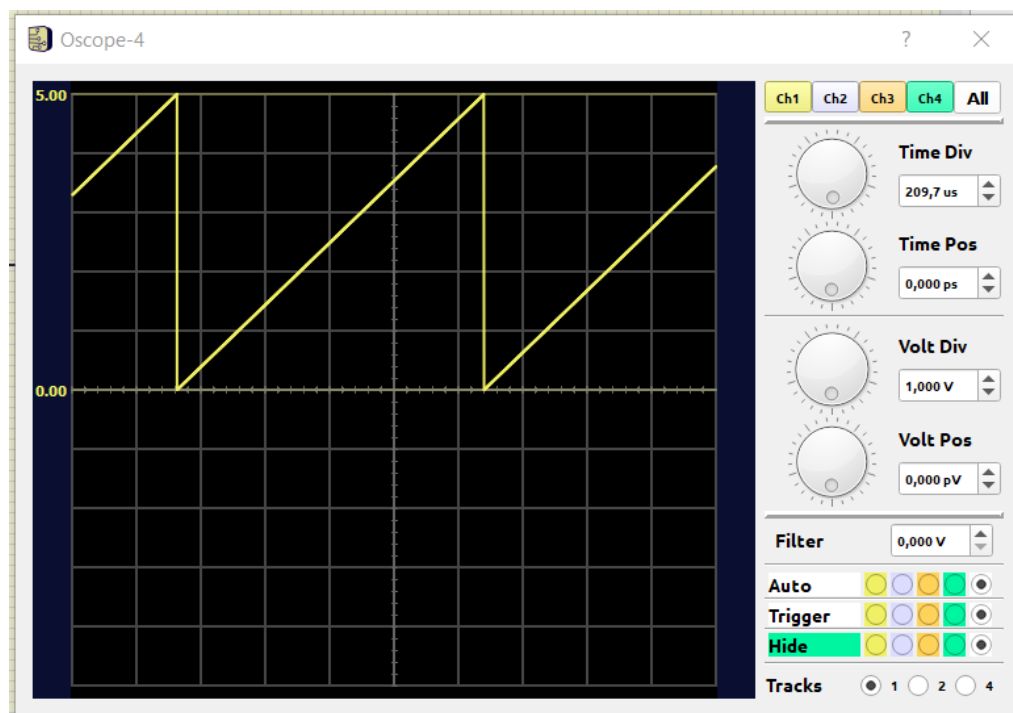 Oscope-4
?
5.00
0.00
Ch1 Ch2 Ch3 Ch4 All
Time Div
209,7 us
Time Pos
0,000 ps
Volt Div
1,000 V
Volt Pos
0,000 pV
Filter 0,000 V
Auto
Trigger
Hide
Tracks 1 2 4